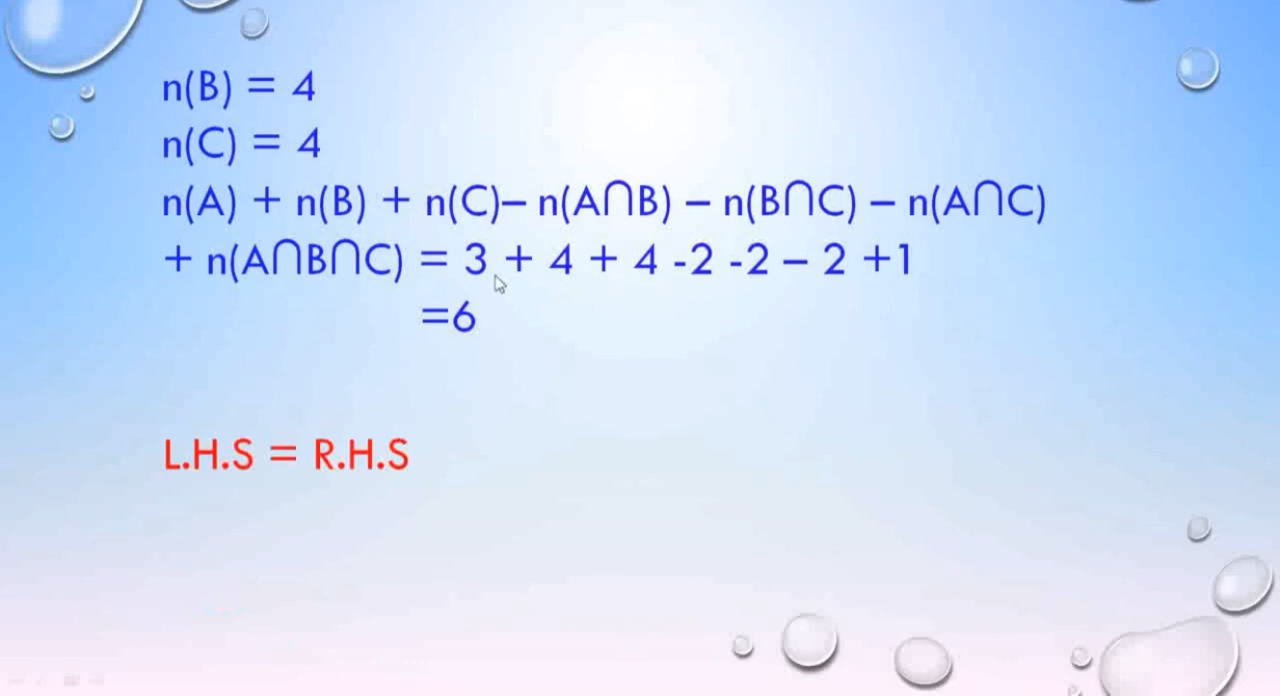 n(B) = 4
n(C) = 4
n(A) + n(B) + n(C)– n(A⋂B) – n(B⋂C) – n(A⋂C)
+ n(A⋂B⋂C) = 3 + 4 + 4 -2 -2 – 2 +1
=6
L.H.S = R.H.S